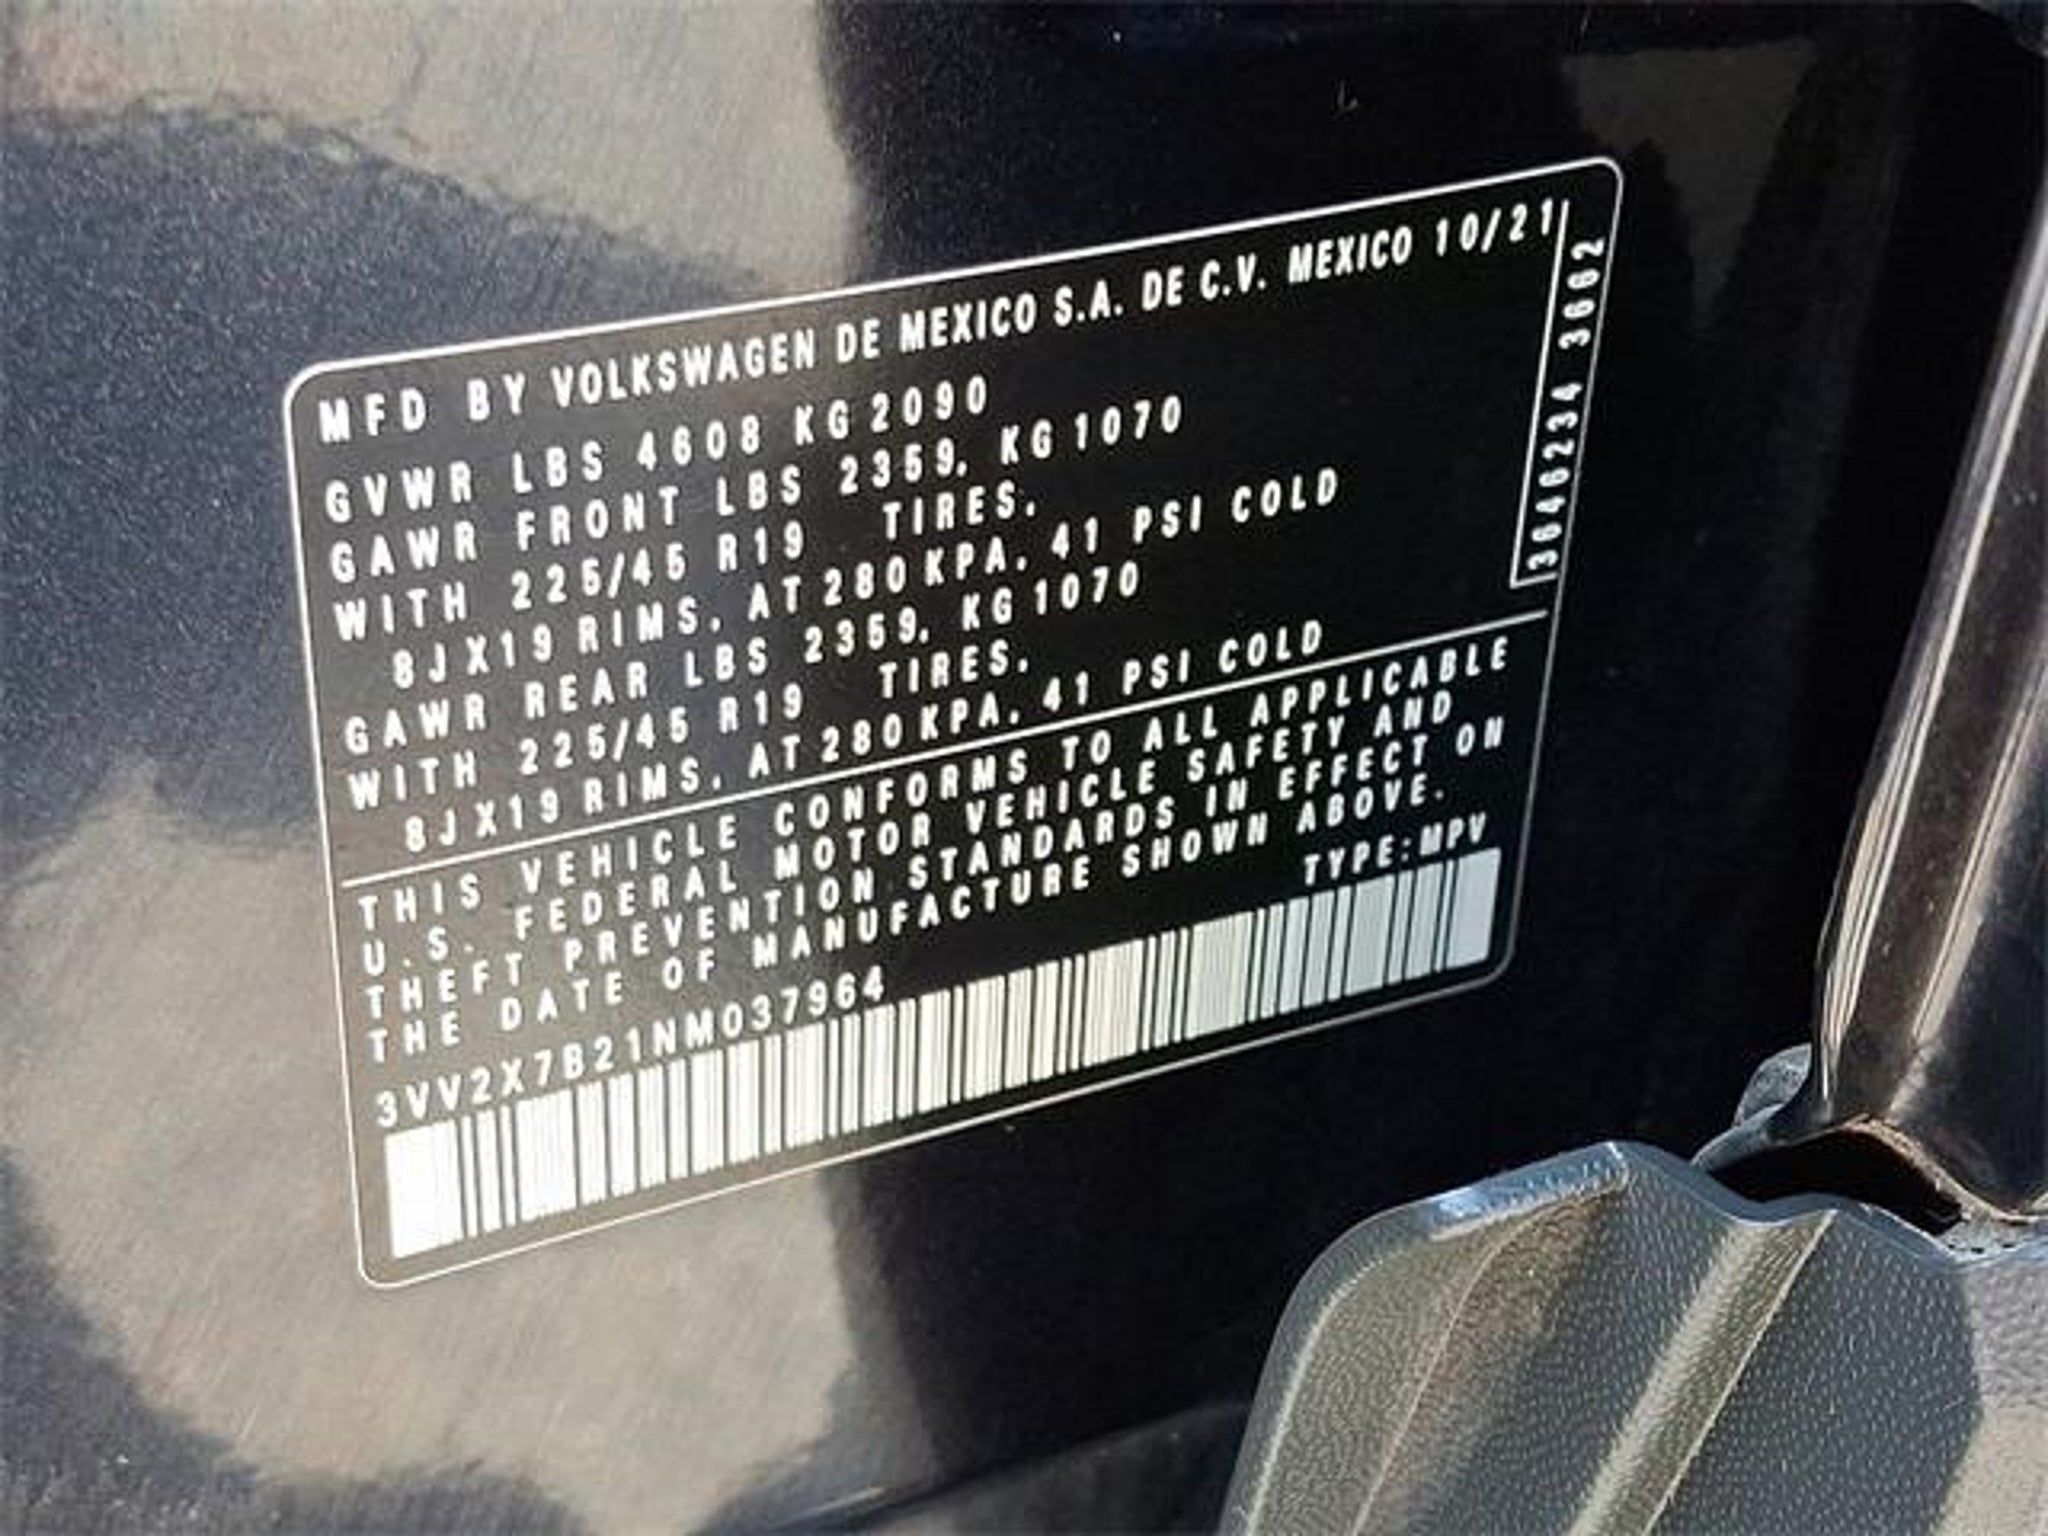 MFD BY VOLKSWAGEN DE MEXICO S.A. DE C.V. MEXICO 10/21
GVWR LBS 4608 KG 2090
GAWR FRONT LBS 2359, KG 1070
WITH 225/45 R19 TIRES,
8JX19 RIMS, AT 280 KPA, 41 PSI COLD
GAWR REAR LBS 2359, KG 1070
WITH 225/45 R19 TIRES,
8JX19 RIMS, AT 280 KPA, 41 PSI COLD
THIS VEHICLE CONFORMS TO ALL APPLICABLE
U.S. FEDERAL MOTOR VEHICLE SAFETY AND
THEFT PREVENTION STANDARDS IN EFFECT ON
THE DATE OF MANUFACTURE SHOWN ABOVE.
TYPE:MPV
3VV2X7B21NM037964
3646234 3662